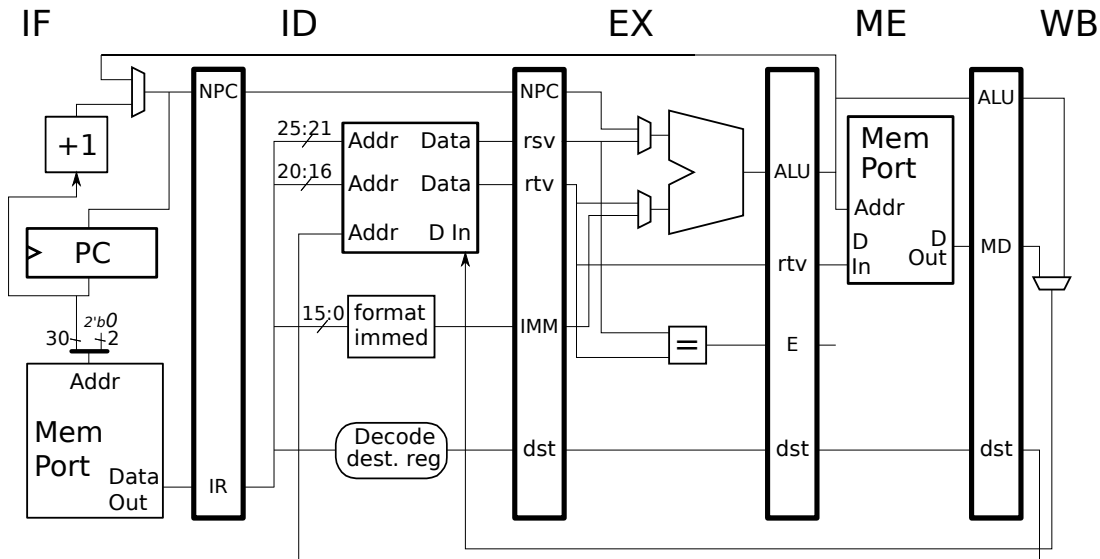 IF ID EX ME WB
NPC NPC ALU
+1
25:21 Addr Data rsv
Mem
Port
20:16 Addr Data rtv
ALU
Addr
PC
Addr D In
D
In
D
Out
MD
rtv
30 2'b0 2
15:0 format
immed
IMM
= E
Addr
Mem
Port
Data
Out
IR
Decode
dest. reg
dst dst dst